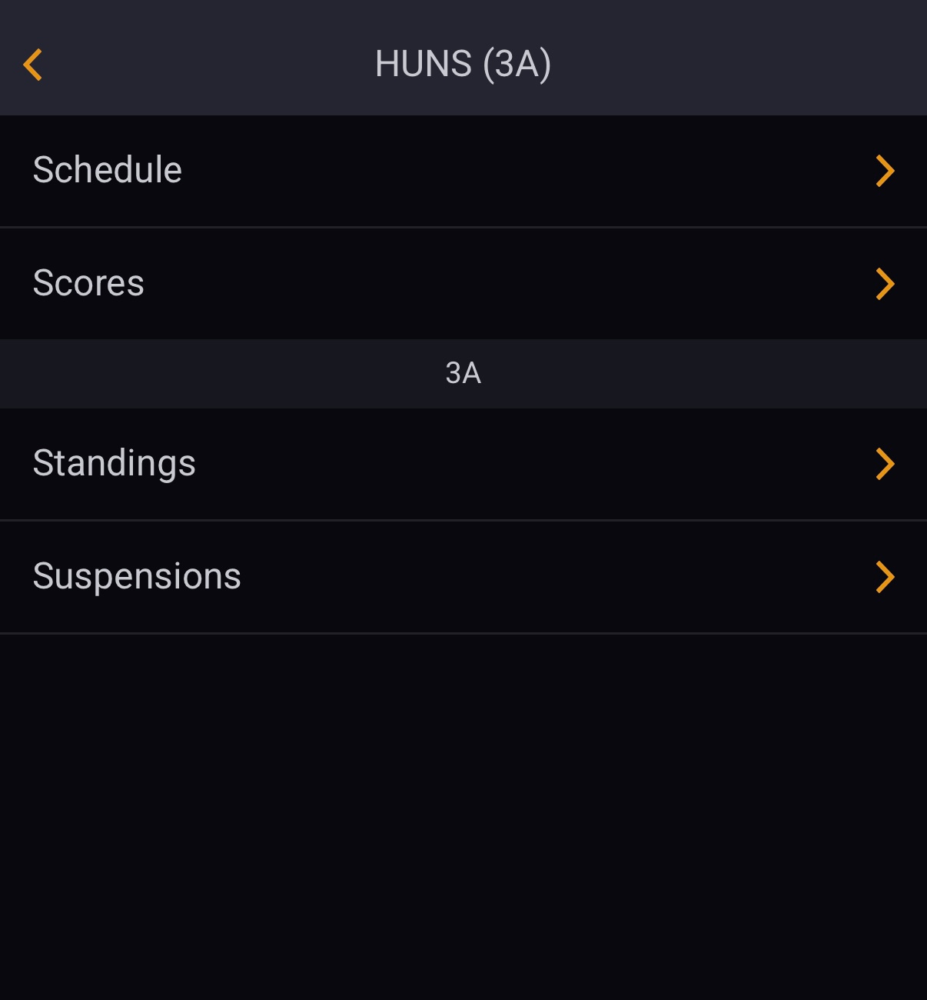 HUNS (3A)
Schedule
Scores
3A
Standings
Suspensions